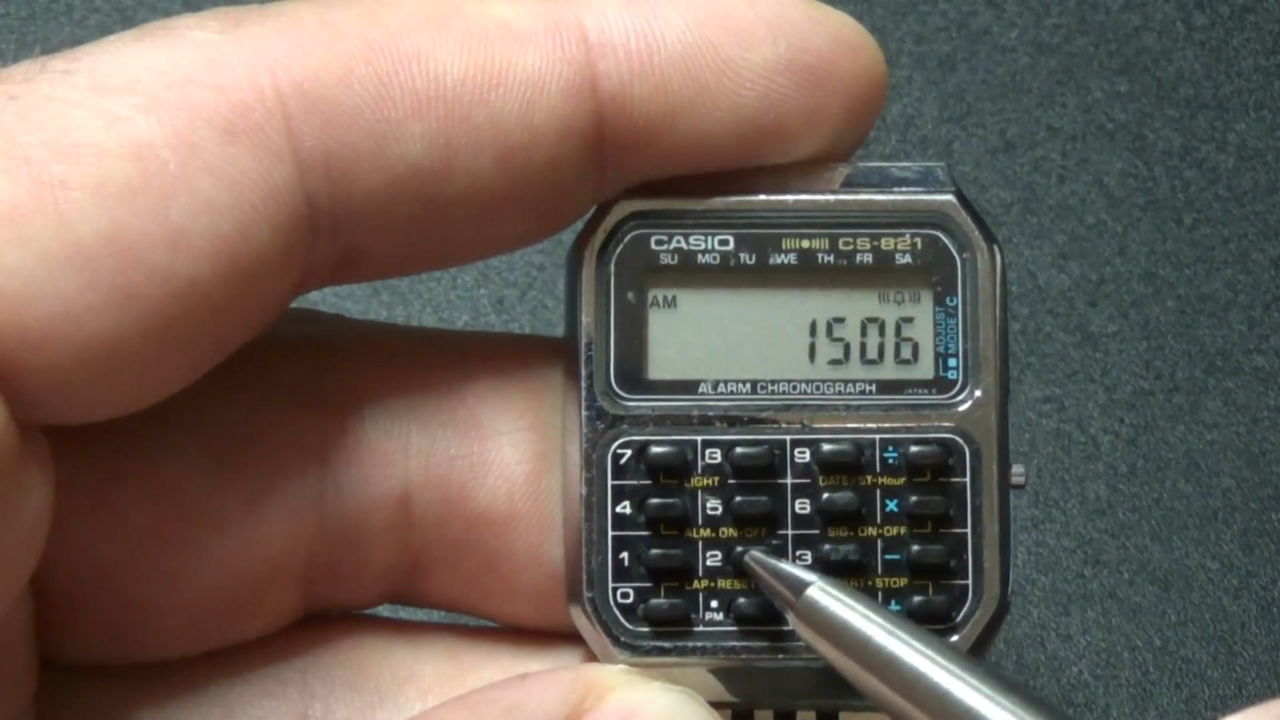 CASIO CS-821
SU MO TU WE TH FR SA
AM
1506
ADJUST
MODE/C
ALARM CHRONOGRAPH
7 8 9 ÷
LIGHT DATE/ST-Hour
4 5 6 ×
ALM. ON·OFF SIG. ON·OFF
1 2 3 −
LAP·RESET STOP
0 . +
PM